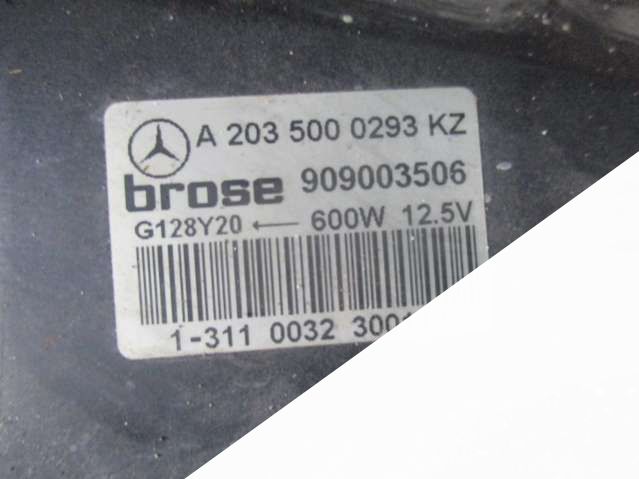 A 203 500 0293 KZ
brose 909003506
G128Y20 ← 600W 12.5V
1-311 0032